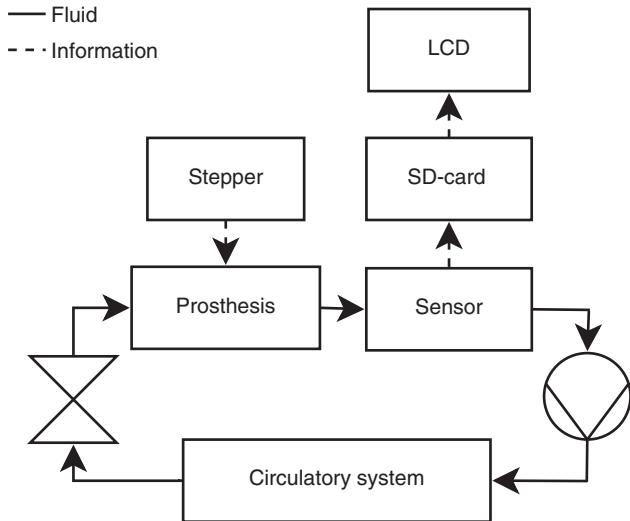 Fluid
Information
LCD
Stepper
SD-card
Prosthesis
Sensor
Circulatory system